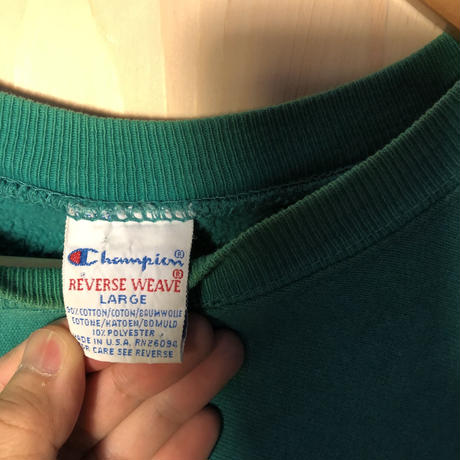 Champion®
REVERSE WEAVE®
LARGE
90% COTTON/COTON/BAUMWOLLE
COTONE/KATOEN/BOMULD
10% POLYESTER
MADE IN U.S.A. RN26094
FOR CARE SEE REVERSE